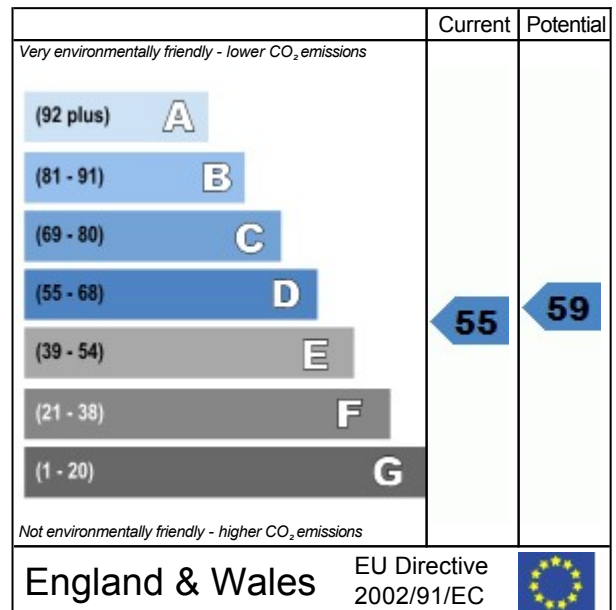 Current Potential
Very environmentally friendly - lower CO₂ emissions
(92 plus) A
(81 - 91) B
(69 - 80) C
(55 - 68) D
(39 - 54) E
(21 - 38) F
(1 - 20) G
55
59
Not environmentally friendly - higher CO₂ emissions
England & Wales
EU Directive
2002/91/EC